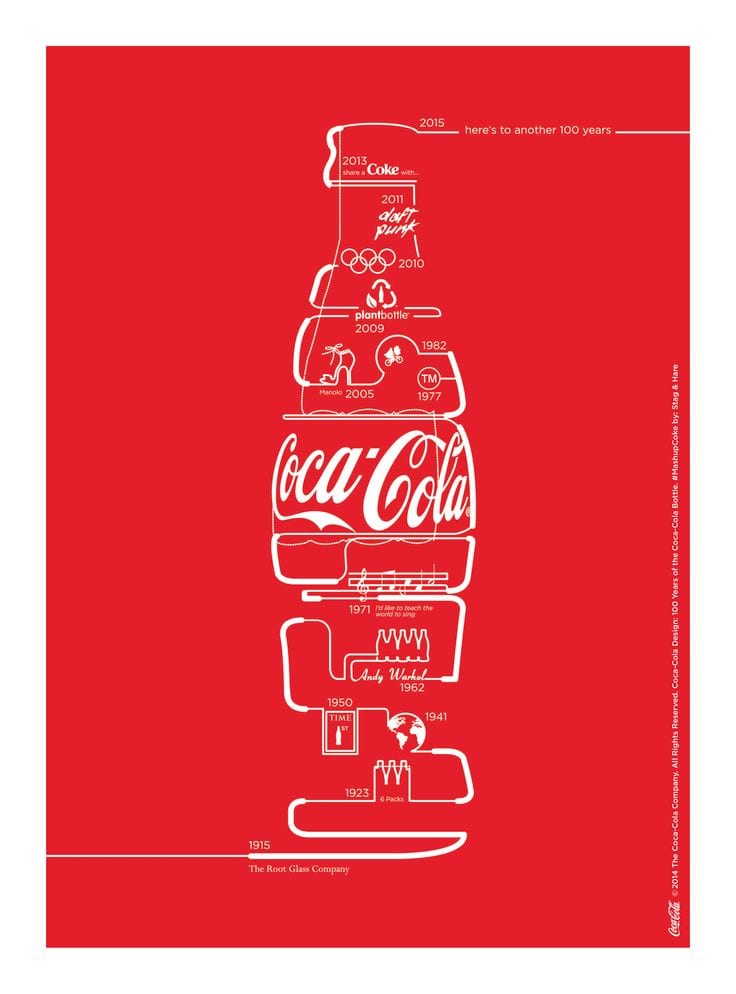 2015
here's to another 100 years
2013
share a Coke with...
2011
daft
punk
2010
plantbottle
2009
1982
TM
1977
Manolo 2005
Coca-Cola
®
1971
I'd like to teach the
world to sing
Andy Warhol
1962
1950
TIME
1ST
1941
1923
6 Packs
1915
The Root Glass Company
Coca-Cola © 2014 The Coca-Cola Company. All Rights Reserved. Coca-Cola Design: 100 Years of the Coca-Cola Bottle. #MashupCoke by: Stag & Hare